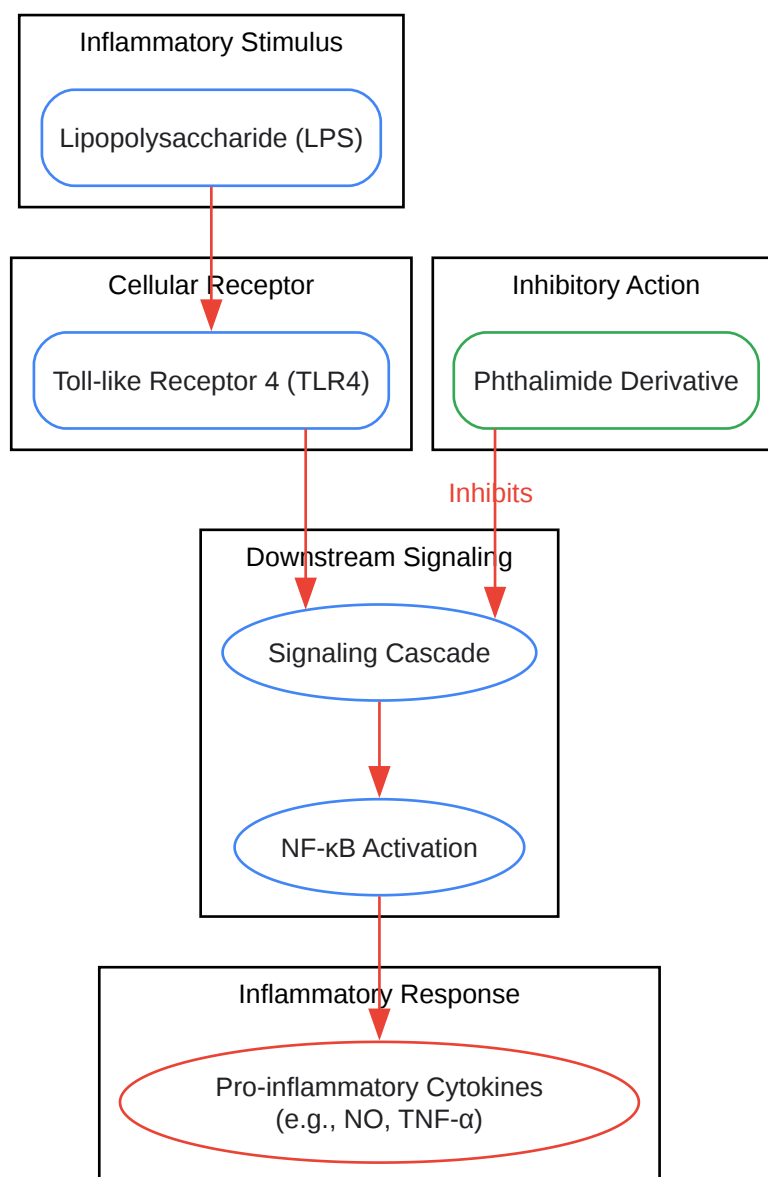 Inflammatory Stimulus
Lipopolysaccharide (LPS)
Cellular Receptor
Toll-like Receptor 4 (TLR4)
Inhibitory Action
Phthalimide Derivative
Inhibits
Downstream Signaling
Signaling Cascade
NF-κB Activation
Inflammatory Response
Pro-inflammatory Cytokines
(e.g., NO, TNF-α)